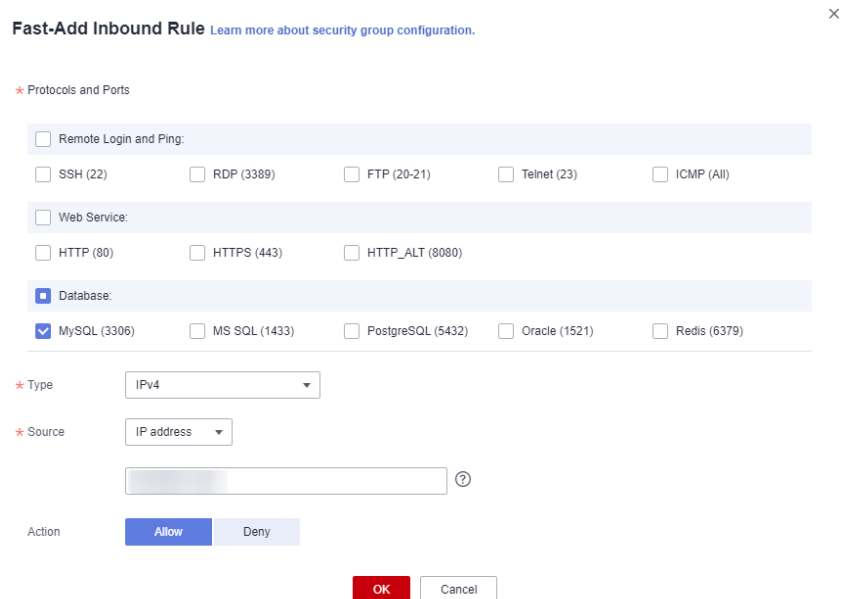 Fast-Add Inbound Rule Learn more about security group configuration.
* Protocols and Ports
Remote Login and Ping:
SSH (22) RDP (3389) FTP (20-21) Telnet (23) ICMP (All)
Web Service:
HTTP (80) HTTPS (443) HTTP_ALT (8080)
Database:
MySQL (3306) MS SQL (1433) PostgreSQL (5432) Oracle (1521) Redis (6379)
* Type IPv4
* Source IP address
Action Allow Deny
OK Cancel